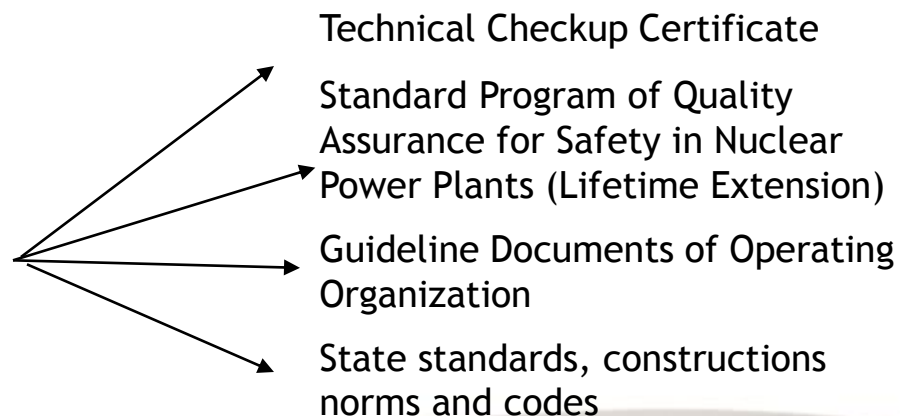 Technical Checkup Certificate
Standard Program of Quality
Assurance for Safety in Nuclear
Power Plants (Lifetime Extension)
Guideline Documents of Operating
Organization
State standards, constructions
norms and codes